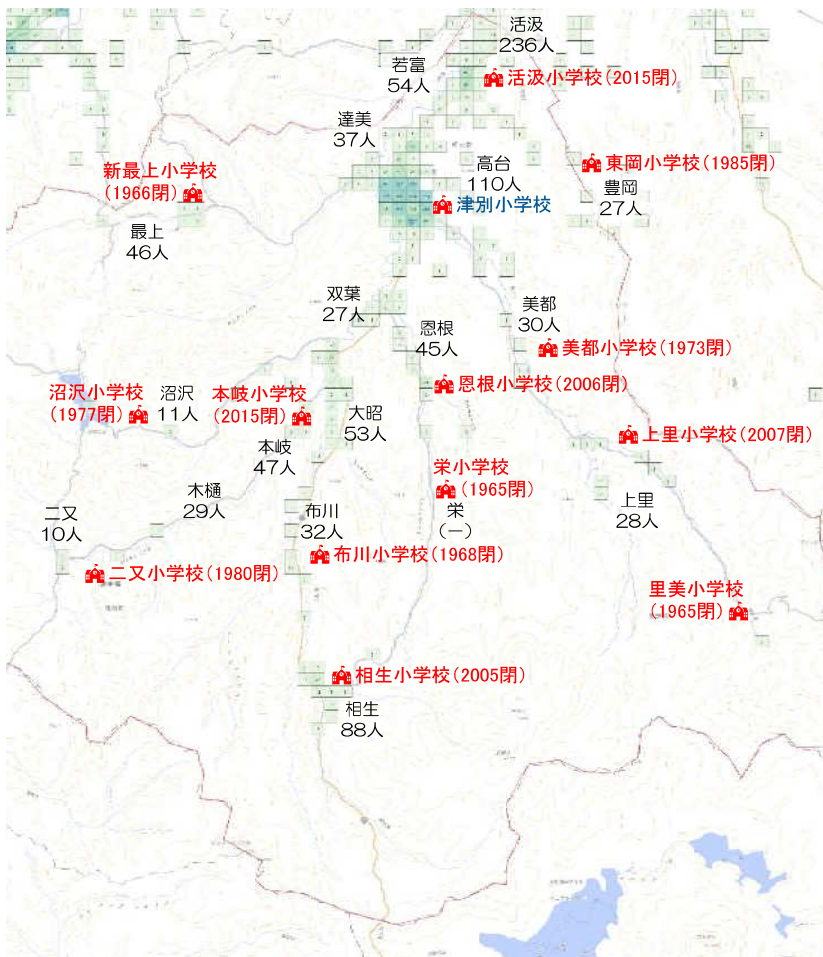 活汲
236人
若富
54人
活汲小学校(2015閉)
達美
37人
新最上小学校
(1966閉)
高台
110人
東岡小学校(1985閉)
豊岡
27人
津別小学校
最上
46人
双葉
27人
美都
30人
恩根
45人
美都小学校(1973閉)
沼沢小学校
(1977閉)
沼沢
11人
本岐小学校
(2015閉)
恩根小学校(2006閉)
大昭
53人
上里小学校(2007閉)
本岐
47人
栄小学校
(1965閉)
木樋
29人
上里
28人
二又
10人
布川
32人
栄
(―)
布川小学校(1968閉)
二又小学校(1980閉)
里美小学校
(1965閉)
相生小学校(2005閉)
相生
88人